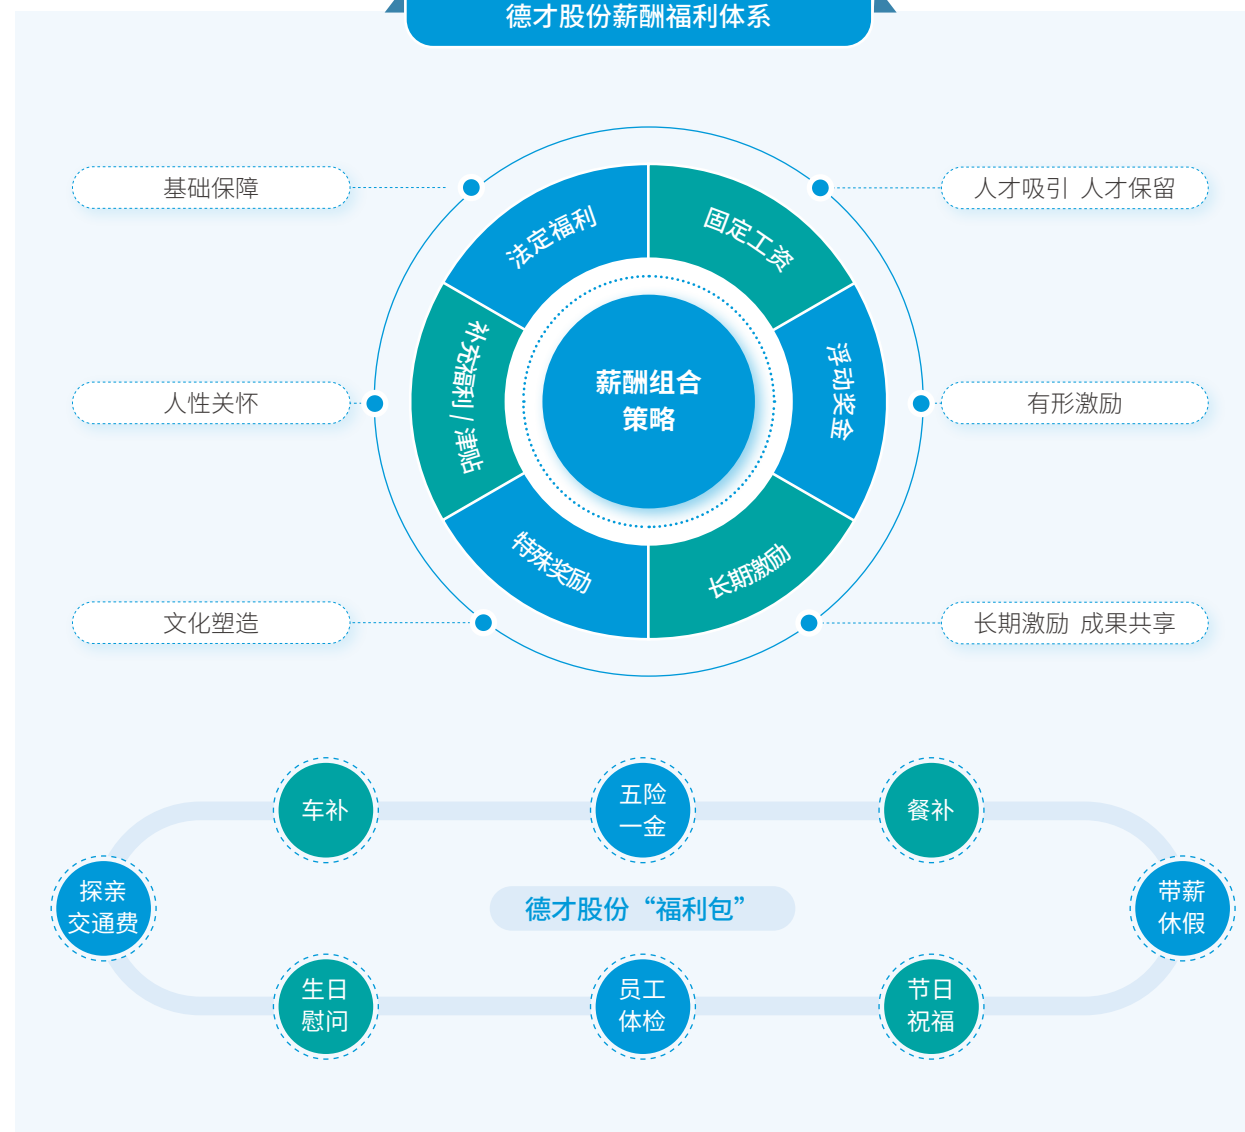 德才股份薪酬福利体系
基础保障
人才吸引 人才保留
法定福利
固定工资
人性关怀
补充福利 / 津贴
薪酬组合
策略
浮动奖金
有形激励
特殊奖励
长期激励
文化塑造
长期激励 成果共享
车补
五险
一金
餐补
探亲
交通费
德才股份“福利包”
带薪
休假
生日
慰问
员工
体检
节日
祝福